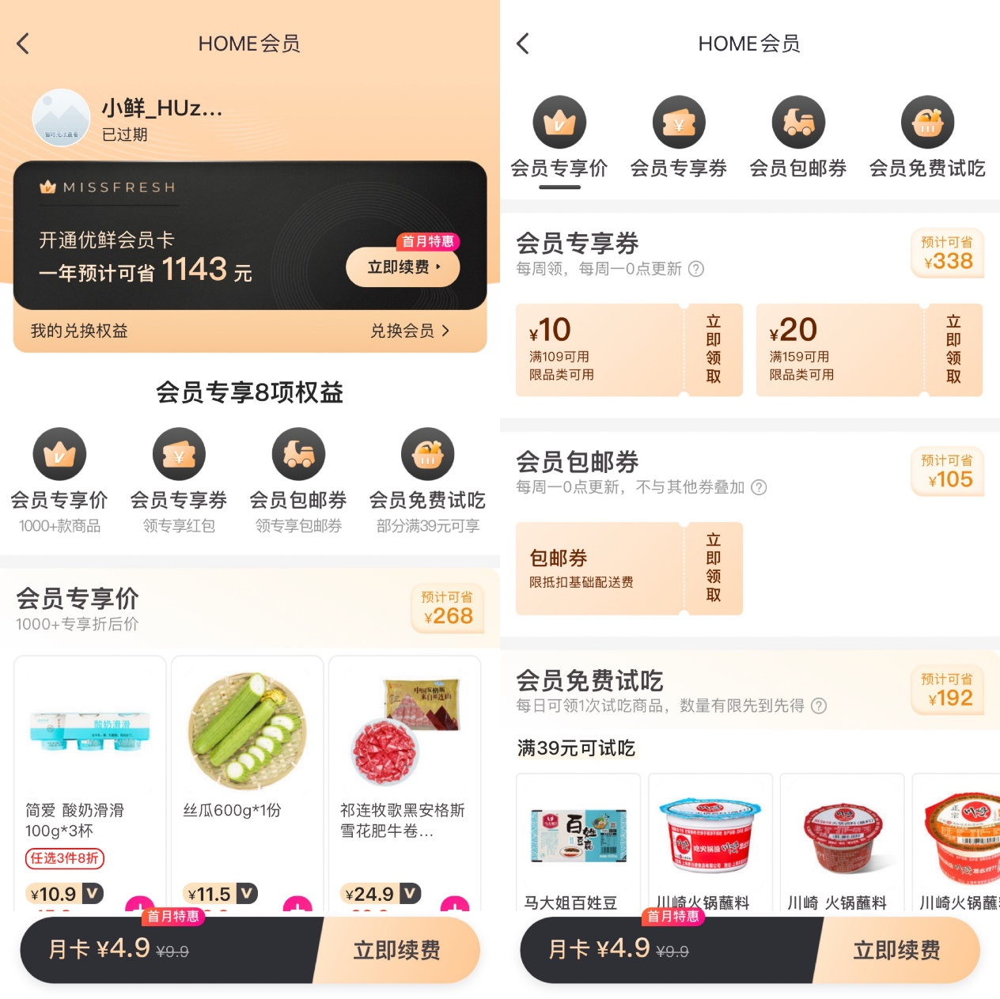 HOME会员
小鲜_HUz...
已过期
MISSFRESH
开通优鲜会员卡
一年预计可省 1143 元
首月特惠
立即续费
我的兑换权益
兑换会员
会员专享8项权益
会员专享价
会员专享券
会员包邮券
会员免费试吃
1000+款商品
领专享红包
领专享包邮券
部分满39元可享
会员专享价
1000+专享折后价
预计可省
¥268
酸奶滑滑
简爱 酸奶滑滑
100g*3杯
任选3件8折
¥10.9 V
丝瓜600g*1份
¥11.5 V
祁连牧歌黑安格斯
雪花肥牛卷...
¥24.9 V
首月特惠
月卡 ¥4.9 ¥9.9
立即续费
HOME会员
会员专享价
会员专享券
会员包邮券
会员免费试吃
会员专享券
每周领，每周一0点更新 ?
预计可省
¥338
¥10
满109可用
限品类可用
立即领取
¥20
满159可用
限品类可用
立即领取
会员包邮券
每周一0点更新，不与其他券叠加 ?
预计可省
¥105
包邮券
限抵扣基础配送费
立即领取
会员免费试吃
每日可领1次试吃商品，数量有限先到先得 ?
预计可省
¥192
满39元可试吃
百姓
豆腐
马大姐百姓豆
川崎火锅蘸料
川崎 火锅蘸料
川崎火锅蘸
首月特惠
月卡 ¥4.9 ¥9.9
立即续费